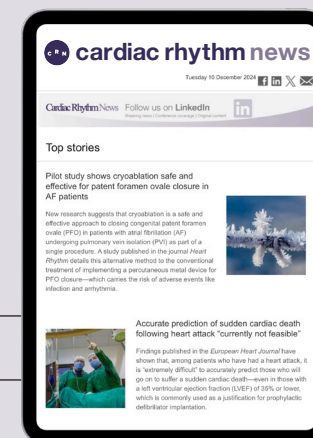 CRN cardiac rhythm news
Tuesday 10 December 2024
Cardiac Rhythm News Follow us on LinkedIn in
Breaking news | Conference coverage | Original content
Top stories
Pilot study shows cryoablation safe and
effective for patent foramen ovale closure in
AF patients
New research suggests that cryoablation is a safe and
effective approach to closing congenital patent foramen
ovale (PFO) in patients with atrial fibrillation (AF)
undergoing pulmonary vein isolation (PVI) as part of a
single procedure. A study published in the journal Heart
Rhythm details this alternative method to the conventional
treatment of implementing a percutaneous metal device for
PFO closure—which carries the risk of adverse events like
infection and arrhythmia.
Accurate prediction of sudden cardiac death
following heart attack “currently not feasible”
Findings published in the European Heart Journal have
shown that, among patients who have had a heart attack, it
is “extremely difficult” to accurately predict those who will
go on to suffer a sudden cardiac death—even in those with
a left ventricular ejection fraction (LVEF) of 35% or lower,
which is commonly used as a justification for prophylactic
defibrillator implantation.